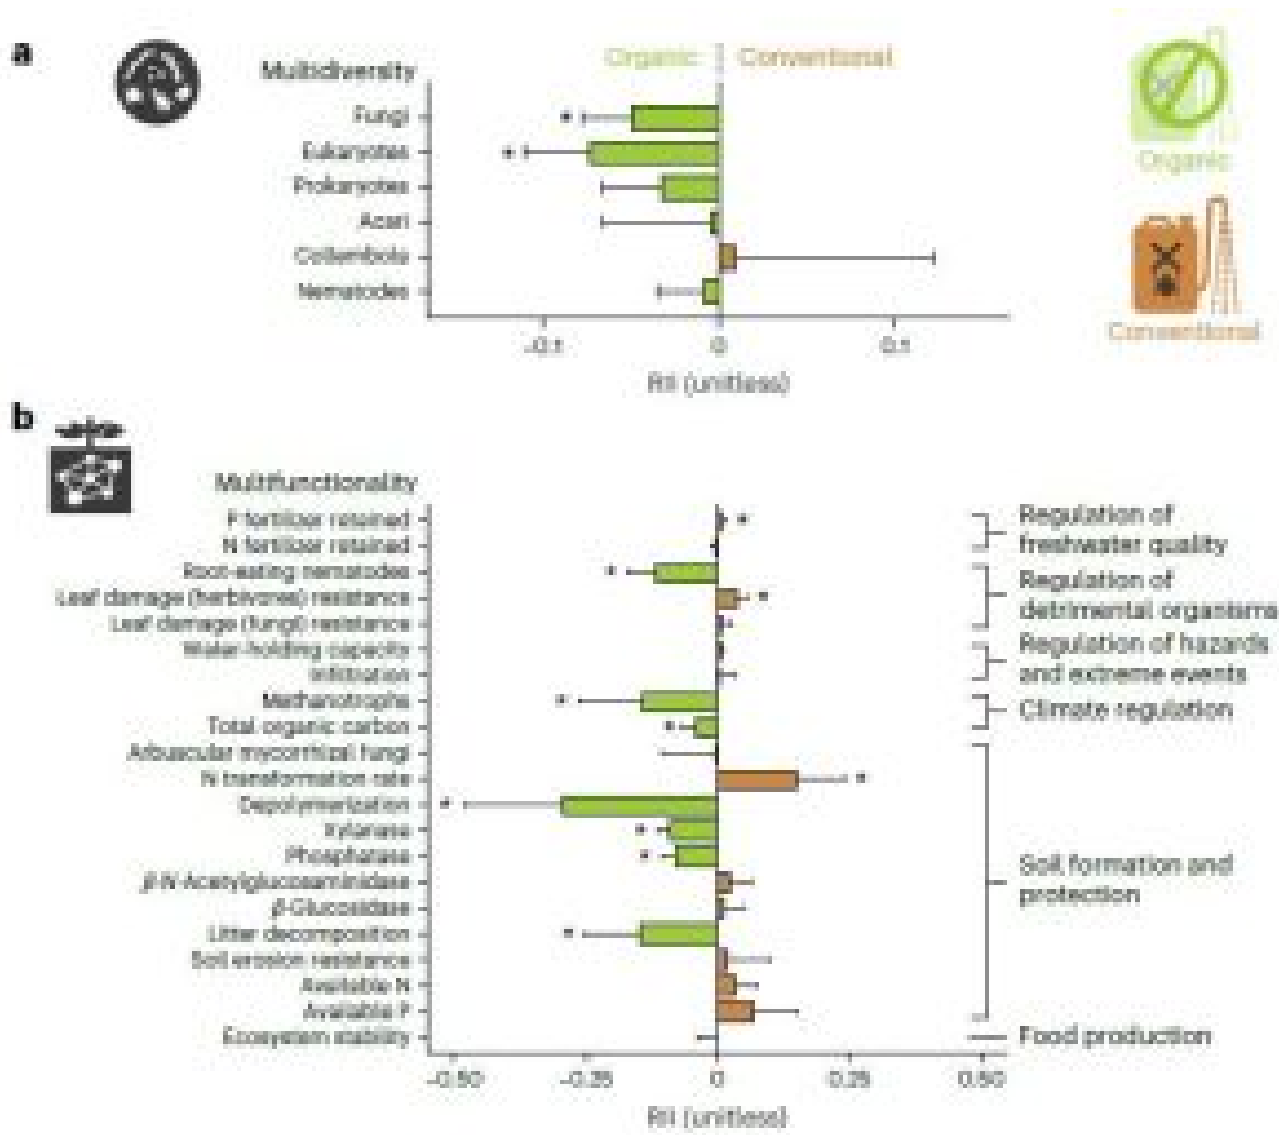 a
Organic
Conventional
Multidiversity
Fungi *
Eukaryotes *
Prokaryotes
Acari
Collembola
Nematodes
-0.1 0 0.1
RII (unitless)
Organic
Conventional
b
Multifunctionality
P fertilizer retained *
N fertilizer retained
Root-eating nematodes *
Leaf damage (herbivores) resistance *
Leaf damage (fungi) resistance
Water-holding capacity
Infiltration
Methanotrophs *
Total organic carbon *
Arbuscular mycorrhizal fungi
N transformation rate *
Depolymerization *
Xylanase *
Phosphatase *
β-N-Acetylglucosaminidase
β-Glucosidase
Litter decomposition *
Soil erosion resistance
Available N
Available P
Ecosystem stability
-0.50 -0.25 0 0.25 0.50
RII (unitless)
Regulation of
freshwater quality
Regulation of
detrimental organisms
Regulation of hazards
and extreme events
Climate regulation
Soil formation and
protection
Food production